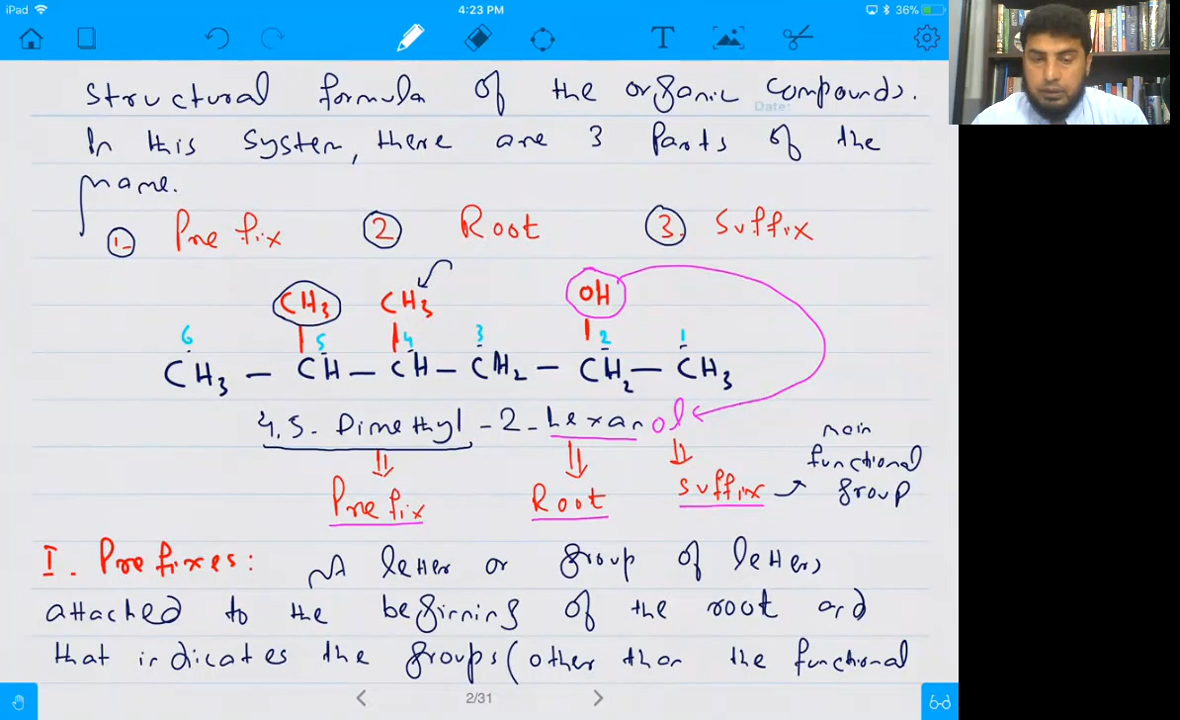 iPad 4:23 PM 36%
T
Structural formula of the organic compounds.
Date:
In this system, there are 3 Parts of the
name.
1- Prefix 2 Root 3. Suffix
CH3 CH3 OH
6 5 4 3 2 1
CH3 — CH — CH — CH2 — CH2 — CH3
4.5- Dimethyl - 2 - hexanol
main
functional
group
Prefix Root Suffix
I. Prefixes: A letter or group of letters
attached to the beginning of the root and
that indicates the groups (other than the functional
2/31